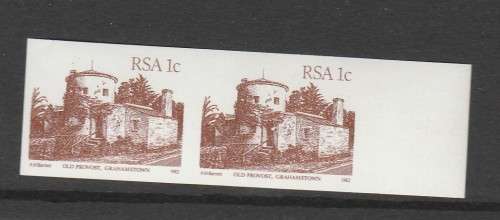 RSA 1c
OLD PROVOST, GRAHAMSTOWN 1982
RSA 1c
OLD PROVOST, GRAHAMSTOWN 1982